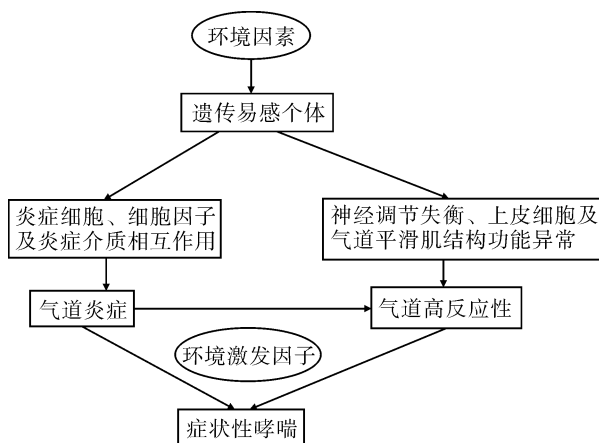 环境因素
遗传易感个体
炎症细胞、细胞因子
及炎症介质相互作用
神经调节失衡、上皮细胞及
气道平滑肌结构功能异常
气道炎症
气道高反应性
环境激发因子
症状性哮喘